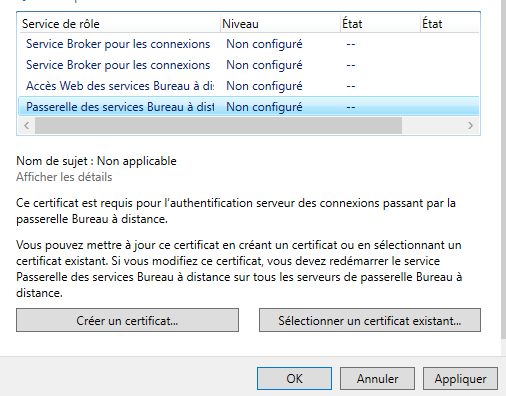 Service de rôle Niveau État État
Service Broker pour les connexions Non configuré --
Service Broker pour les connexions Non configuré --
Accès Web des services Bureau à di Non configuré --
Passerelle des services Bureau à dist Non configuré --
Nom de sujet : Non applicable
Afficher les détails
Ce certificat est requis pour l'authentification serveur des connexions passant par la
passerelle Bureau à distance.
Vous pouvez mettre à jour ce certificat en créant un certificat ou en sélectionnant un
certificat existant. Si vous modifiez ce certificat, vous devez redémarrer le service
Passerelle des services Bureau à distance sur tous les serveurs de passerelle Bureau à
distance.
Créer un certificat... Sélectionner un certificat existant...
OK Annuler Appliquer